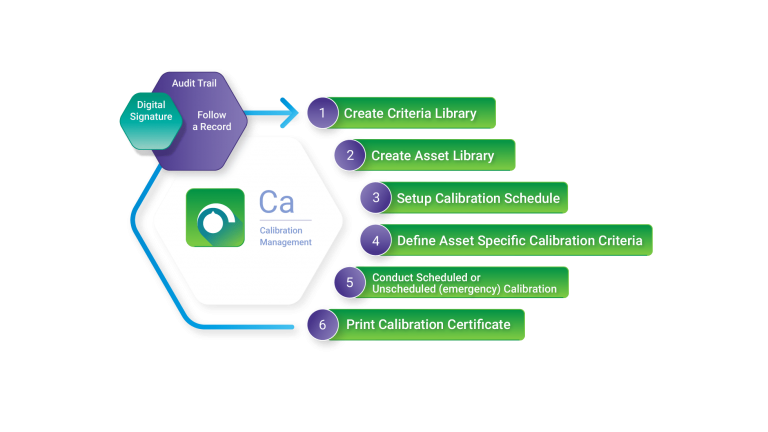 Audit Trail
Digital
Signature
Follow
a Record
Ca
Calibration
Management
1 Create Criteria Library
2 Create Asset Library
3 Setup Calibration Schedule
4 Define Asset Specific Calibration Criteria
5 Conduct Scheduled or
Unscheduled (emergency) Calibration
6 Print Calibration Certificate